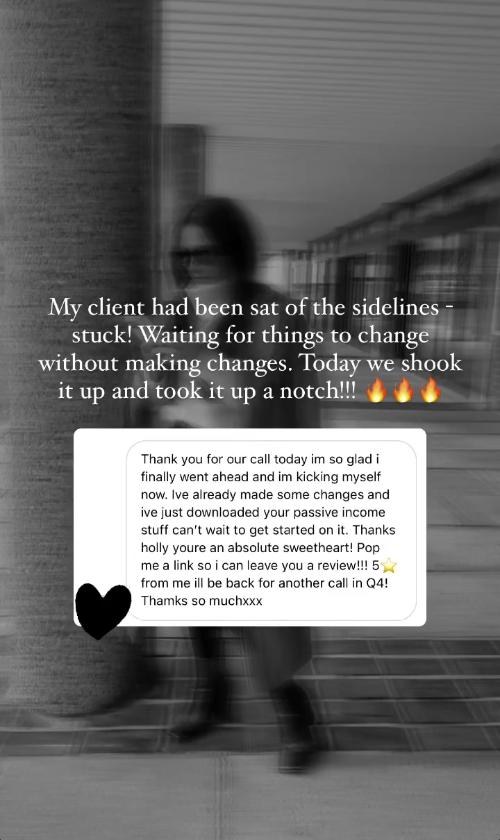 My client had been sat of the sidelines -
stuck! Waiting for things to change
without making changes. Today we shook
it up and took it up a notch!!! 🔥🔥🔥
Thank you for our call today im so glad i
finally went ahead and im kicking myself
now. Ive already made some changes and
ive just downloaded your passive income
stuff can't wait to get started on it. Thanks
holly youre an absolute sweetheart! Pop
me a link so i can leave you a review!!! 5⭐
from me ill be back for another call in Q4!
Thamks so muchxxx